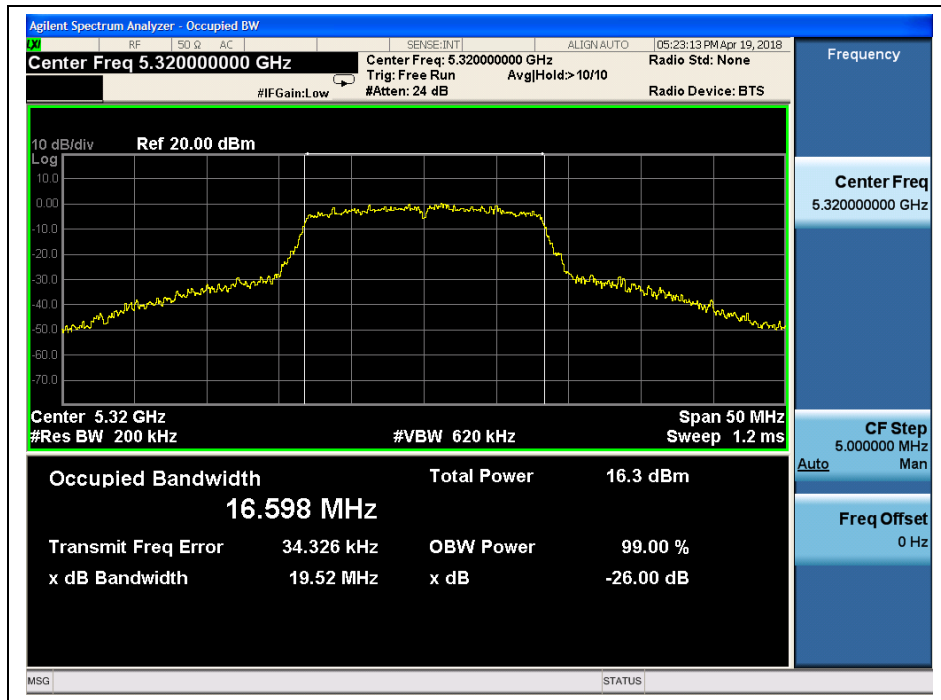 Agilent Spectrum Analyzer - Occupied BW
LXI RF 50 Ω AC SENSE:INT ALIGN AUTO 05:23:13 PM Apr 19, 2018
Center Freq 5.320000000 GHz
Center Freq: 5.320000000 GHz
Radio Std: None
Trig: Free Run Avg|Hold:>10/10
#IFGain:Low
#Atten: 24 dB
Radio Device: BTS
Frequency
10 dB/div Ref 20.00 dBm
Log
10.0
0.00
-10.0
-20.0
-30.0
-40.0
-50.0
-60.0
-70.0
Center 5.32 GHz Span 50 MHz
#Res BW 200 kHz #VBW 620 kHz Sweep 1.2 ms
Center Freq
5.320000000 GHz
CF Step
5.000000 MHz
Auto Man
Freq Offset
0 Hz
Occupied Bandwidth Total Power 16.3 dBm
16.598 MHz
Transmit Freq Error 34.326 kHz OBW Power 99.00 %
x dB Bandwidth 19.52 MHz x dB -26.00 dB
MSG STATUS